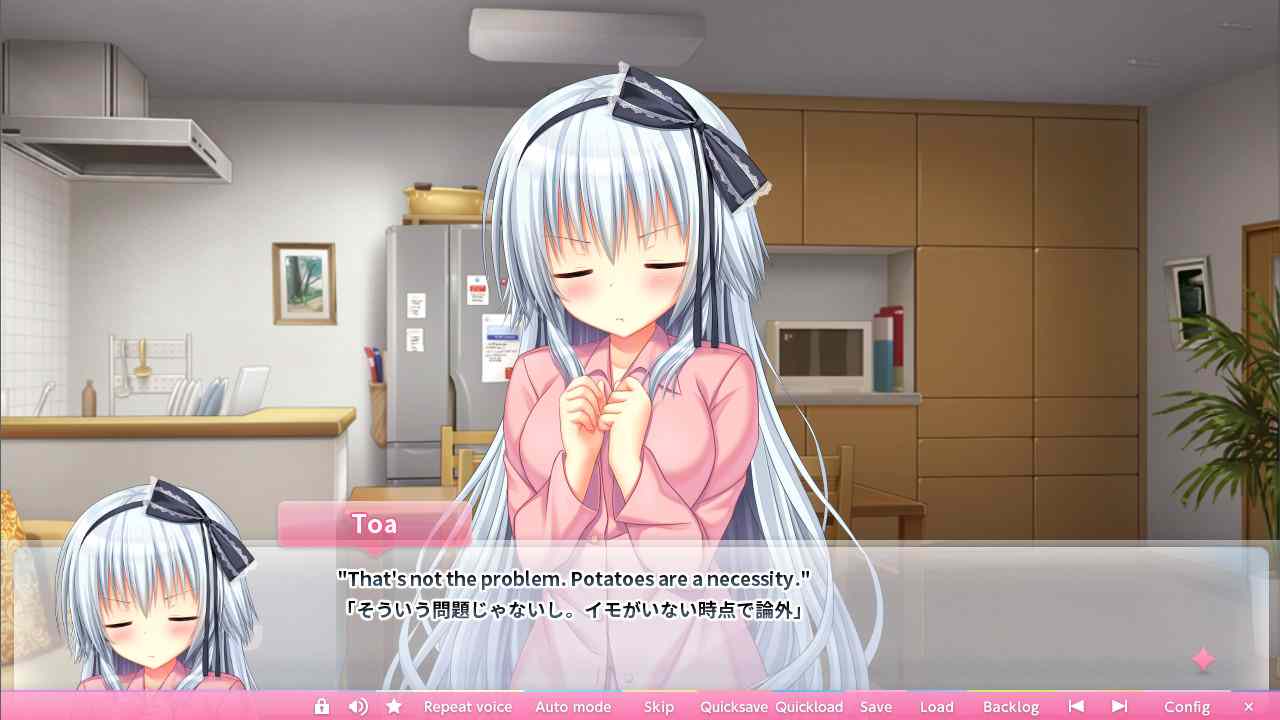 Toa
"That's not the problem. Potatoes are a necessity."
「そういう問題じゃないし。イモがいない時点で論外」
Repeat voice Auto mode Skip Quicksave Quickload Save Load Backlog Config ×